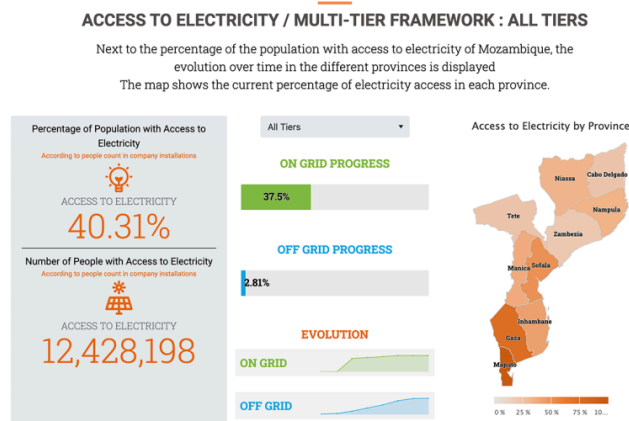 ACCESS TO ELECTRICITY / MULTI-TIER FRAMEWORK : ALL TIERS
Next to the percentage of the population with access to electricity of Mozambique, the
evolution over time in the different provinces is displayed
The map shows the current percentage of electricity access in each province.
Percentage of Population with Access to
Electricity
According to people count in company installations
ACCESS TO ELECTRICITY
40.31%
Number of People with Access to Electricity
According to people count in company installations
ACCESS TO ELECTRICITY
12,428,198
All Tiers
ON GRID PROGRESS
37.5%
OFF GRID PROGRESS
2.81%
EVOLUTION
ON GRID
OFF GRID
Access to Electricity by Province
Niassa
Cabo Delgado
Nampula
Tete
Zambezia
Manica
Sofala
Inhambane
Gaza
Maputo
0 %
25 %
50 %
75 %
10...